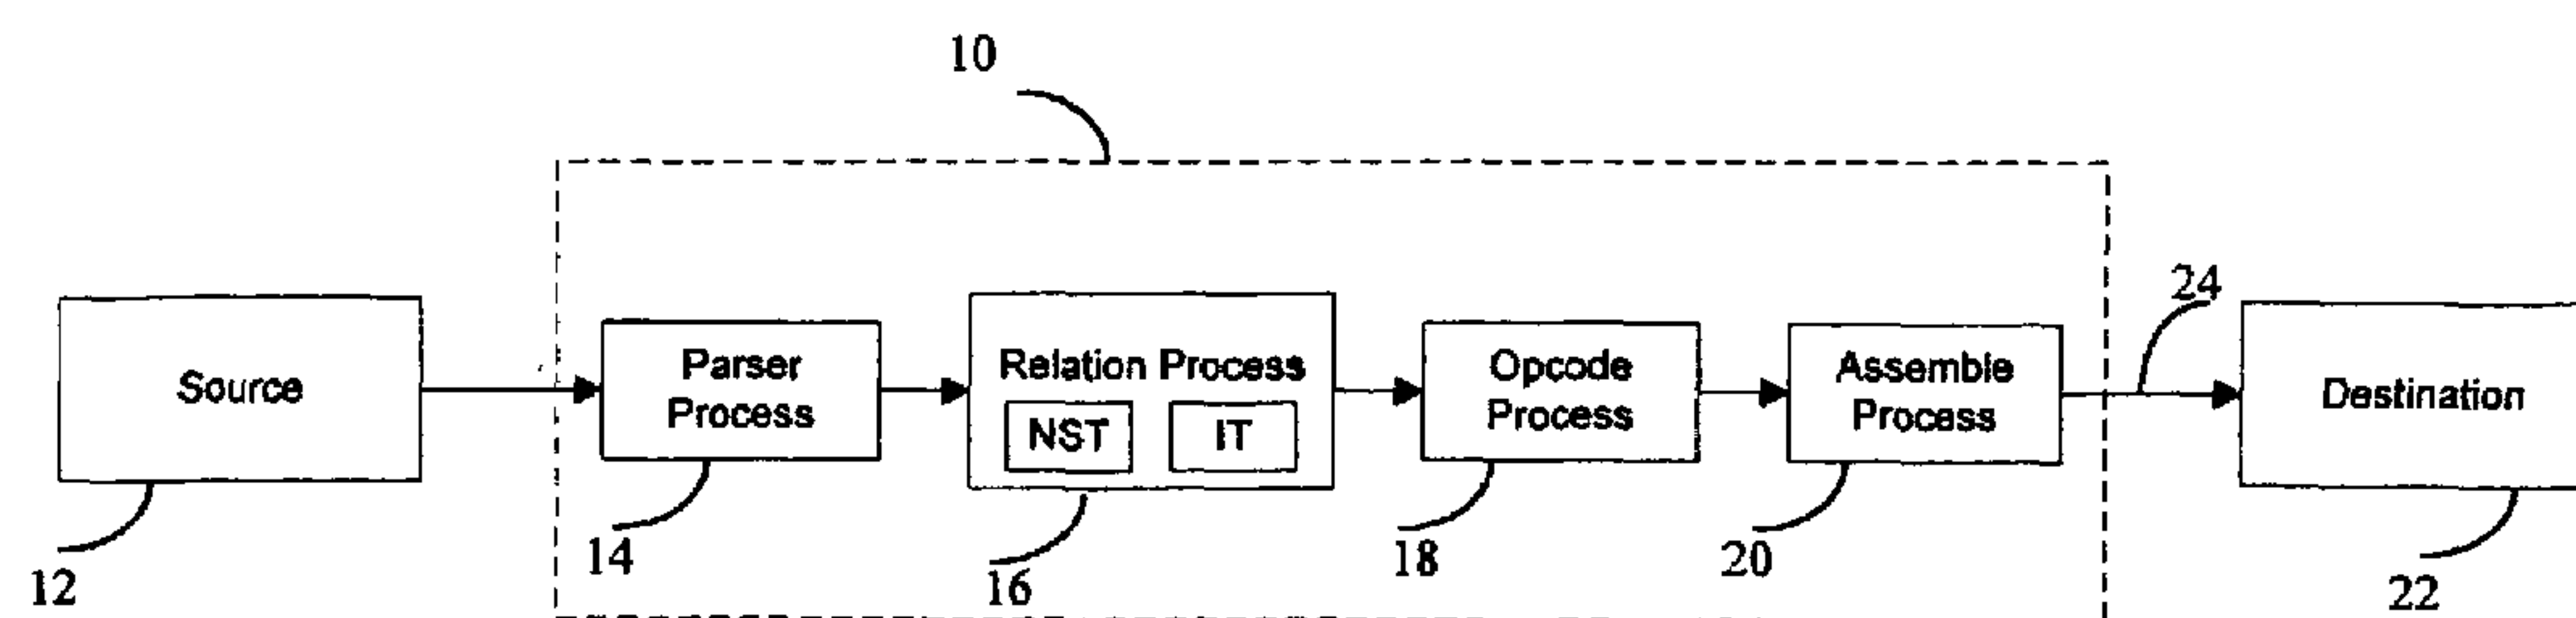 10
24
Source
Parser
Process
Relation Process
NST IT
Opcode
Process
Assemble
Process
Destination
12
14
16
18
20
22